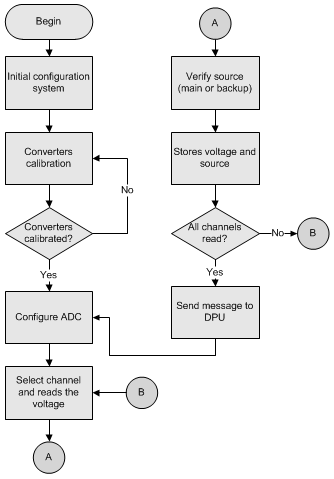 Begin
Initial configuration
system
Converters
calibration
No
Converters
calibrated?
Yes
Configure ADC
Select channel
and reads the
voltage
B
A
A
Verify source
(main or backup)
Stores voltage and
source
All channels
read?
No
B
Yes
Send message to
DPU